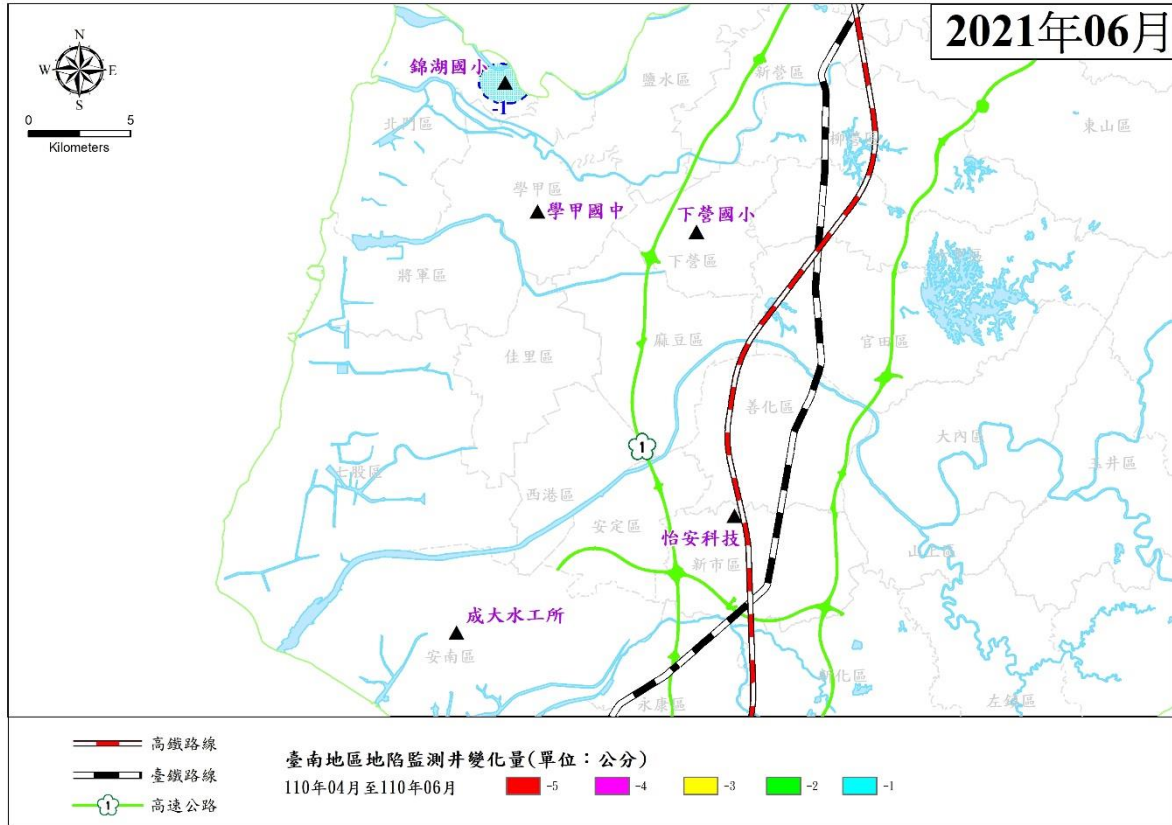 2021年06月
N
W
E
S
0
5
Kilometers
錦湖國小
-1
鹽水區
新營區
東山區
北門區
柳營區
學甲區
學甲國中
下營國小
下營區
將軍區
麻豆區
官田區
佳里區
善化區
大內區
玉井區
1
七股區
西港區
安定區
怡安科技
新市區
山上區
成大水工所
安南區
新化區
左鎮區
永康區
高鐵路線
臺鐵路線
1
高速公路
臺南地區地陷監測井變化量(單位：公分)
110年04月至110年06月
-5
-4
-3
-2
-1